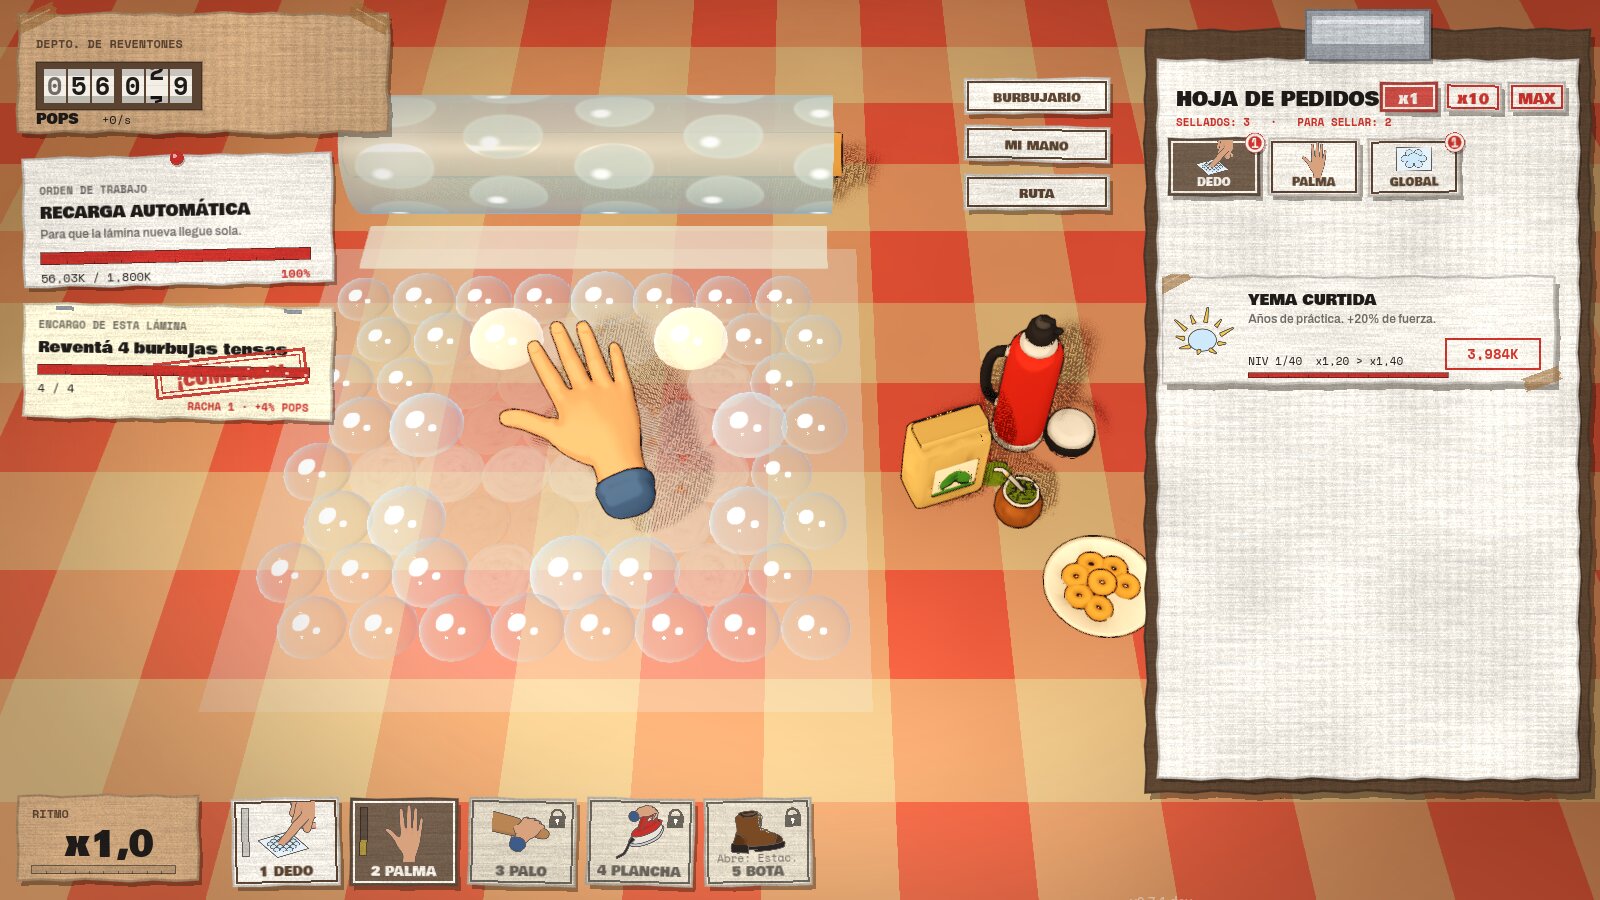 DEPTO. DE REVENTONES
056 0 9
POPS +0/s
ORDEN DE TRABAJO
RECARGA AUTOMÁTICA
Para que la lámina nueva llegue sola.
56,03K / 1,800K 100%
ENCARGO DE ESTA LÁMINA
Reventá 4 burbujas tensas
4 / 4
RACHA 1 · +4% POPS
BURBUJARIO
MI MANO
RUTA
HOJA DE PEDIDOS x1 x10 MAX
SELLADOS: 3 · PARA SELLAR: 2
1 1
DEDO PALMA GLOBAL
YEMA CURTIDA
Años de práctica. +20% de fuerza.
NIV 1/40 x1,20 > x1,40
3,984K
RITMO
x1,0
1 DEDO
2 PALMA
3 PALO
4 PLANCHA
Abre: Estac.
5 BOTA